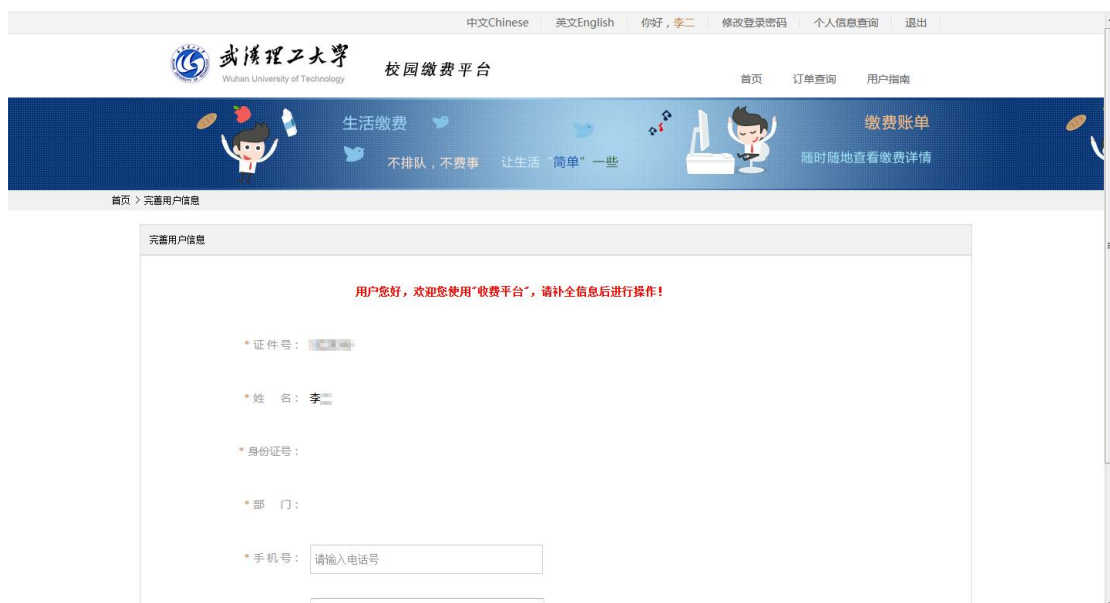 中文Chinese 英文English 你好，李二 修改登录密码 个人信息查询 退出
武汉理工大学
Wuhan University of Technology
校园缴费平台
首页 订单查询 用户指南
生活缴费
不排队，不费事 让生活“简单”一些
缴费账单
随时随地查看缴费详情
首页 > 完善用户信息
完善用户信息
用户您好，欢迎您使用"收费平台"，请补全信息后进行操作！
* 证件号：
* 姓 名： 李
* 身份证号：
* 部 门：
* 手机号： 请输入电话号